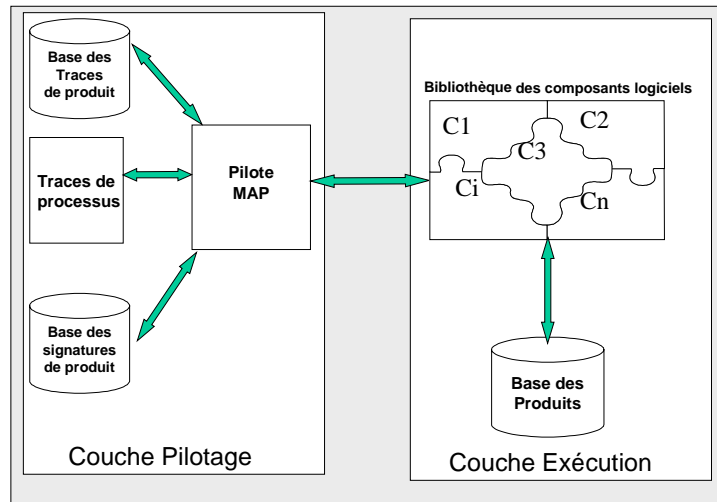 Base des
Traces
de produit
Traces de
processus
Base des
signatures
de produit
Pilote
MAP
Couche Pilotage
Bibliothèque des composants logiciels
C1
C2
C3
Ci
Cn
Base des
Produits
Couche Exécution